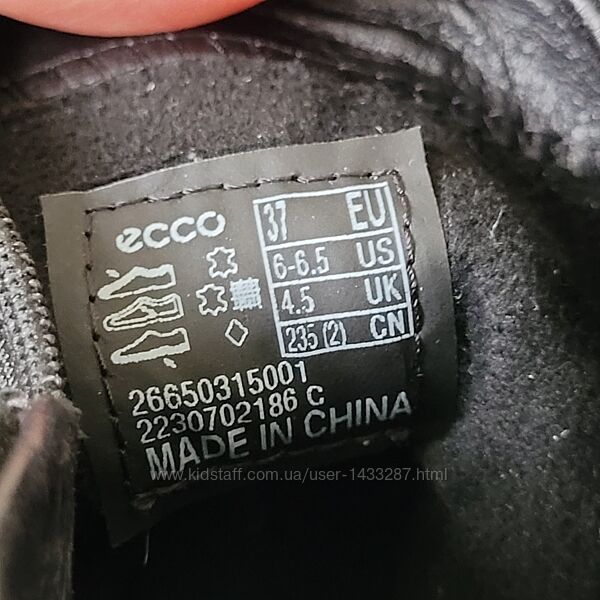 ecco
37 EU
6-6.5 US
4.5 UK
235 (2) CN
26650315001
2230702186 C
MADE IN CHINA
www.kidstaff.com.ua/user-1433287.html